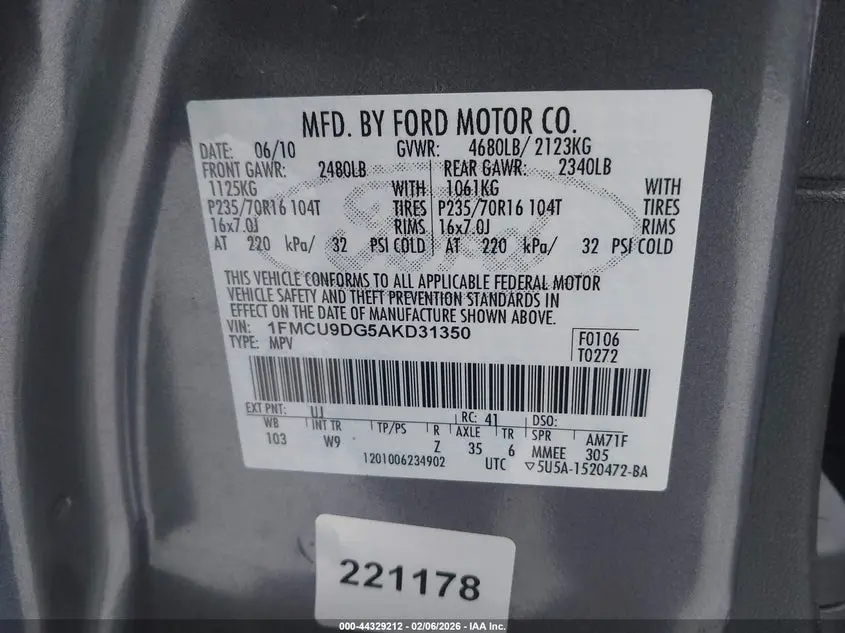 MFD. BY FORD MOTOR CO.
DATE: 06/10 GVWR: 4680LB/ 2123KG
FRONT GAWR: 2480LB REAR GAWR: 2340LB
1125KG WITH 1061KG WITH
P235/70R16 104T TIRES P235/70R16 104T TIRES
16x7.0J RIMS 16x7.0J RIMS
AT 220 kPa/ 32 PSI COLD AT 220 kPa/ 32 PSI COLD
Ford
THIS VEHICLE CONFORMS TO ALL APPLICABLE FEDERAL MOTOR
VEHICLE SAFETY AND THEFT PREVENTION STANDARDS IN
EFFECT ON THE DATE OF MANUFACTURE SHOWN ABOVE.
VIN: 1FMCU9DG5AKD31350 F0106
TYPE: MPV T0272
EXT PNT: UJ RC: 41 DSO:
WB INT TR TP/PS R AXLE TR SPR AM71F
103 W9 Z 35 6 MMEE 305
1201006234902 UTC ▽5U5A-1520472-BA
221178
000-44329212 | 02/06/2026 | IAA Inc.